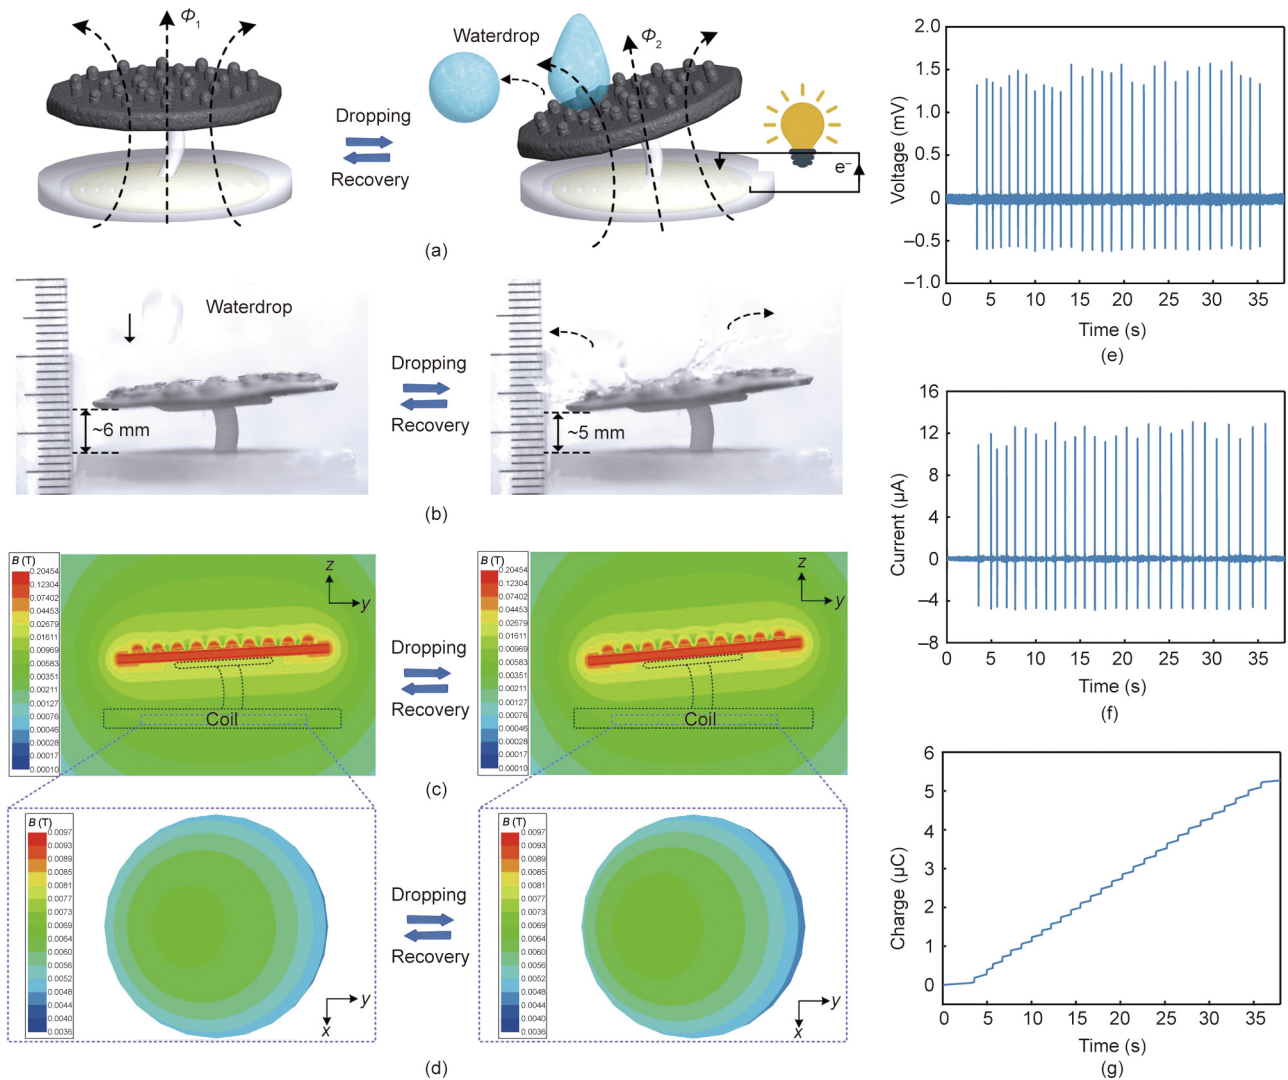 Φ1
Waterdrop
Φ2
Dropping
Recovery
e–
(a)
Waterdrop
~6 mm
Dropping
Recovery
~5 mm
(b)
B (T)
0.20454
0.12304
0.04453
0.02677
0.01611
0.00969
0.00583
0.00351
0.00211
0.00127
0.00076
0.00046
0.00028
0.00017
0.00010
z
y
Coil
Dropping
Recovery
B (T)
0.20454
0.12304
0.04453
0.02677
0.01611
0.00969
0.00583
0.00351
0.00211
0.00127
0.00076
0.00046
0.00028
0.00017
0.00010
z
y
Coil
(c)
B (T)
0.0097
0.0093
0.0089
0.0085
0.0081
0.0077
0.0073
0.0069
0.0064
0.0060
0.0056
0.0052
0.0048
0.0044
0.0040
0.0036
y
x
Dropping
Recovery
B (T)
0.0097
0.0093
0.0089
0.0085
0.0081
0.0077
0.0073
0.0069
0.0064
0.0060
0.0056
0.0052
0.0048
0.0044
0.0040
0.0036
y
x
(d)
Voltage (mV)
2.0
1.5
1.0
0.5
0
–0.5
–1.0
0 5 10 15 20 25 30 35
Time (s)
(e)
Current (μA)
16
12
8
4
0
–4
–8
0 5 10 15 20 25 30 35
Time (s)
(f)
Charge (μC)
6
5
4
3
2
1
0
0 5 10 15 20 25 30 35
Time (s)
(g)